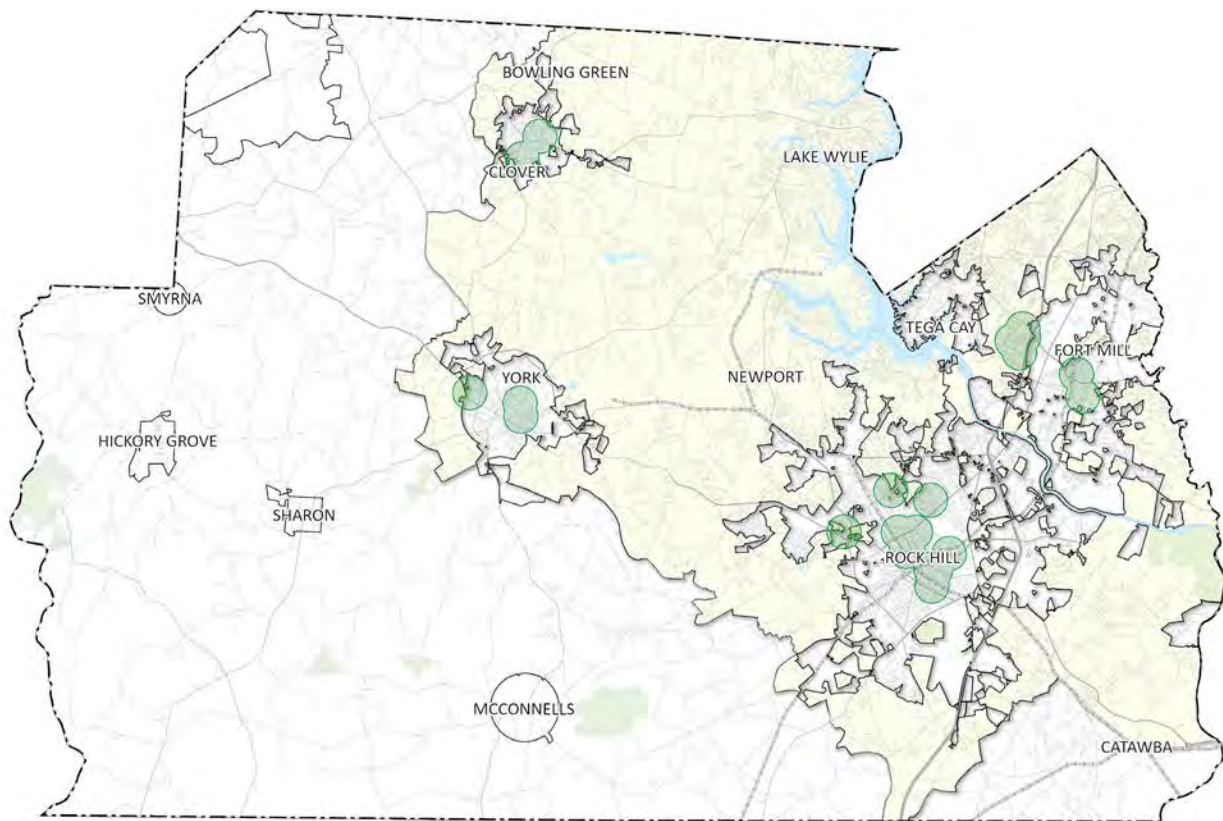 BOWLING GREEN
CLOVER
LAKE WYLIE
SMYRNA
TEGA CAY
FORT MILL
YORK
NEWPORT
HICKORY GROVE
SHARON
ROCK HILL
MCCONNELLS
CATAWBA